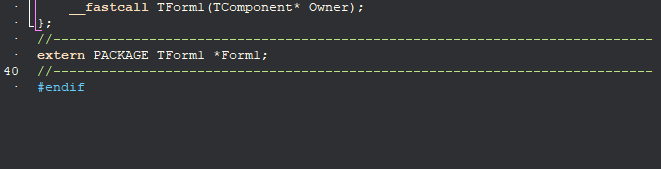 __fastcall TForm1(TComponent* Owner);
};
//---------------------------------------------------------------------------
extern PACKAGE TForm1 *Form1;
40 //---------------------------------------------------------------------------
#endif